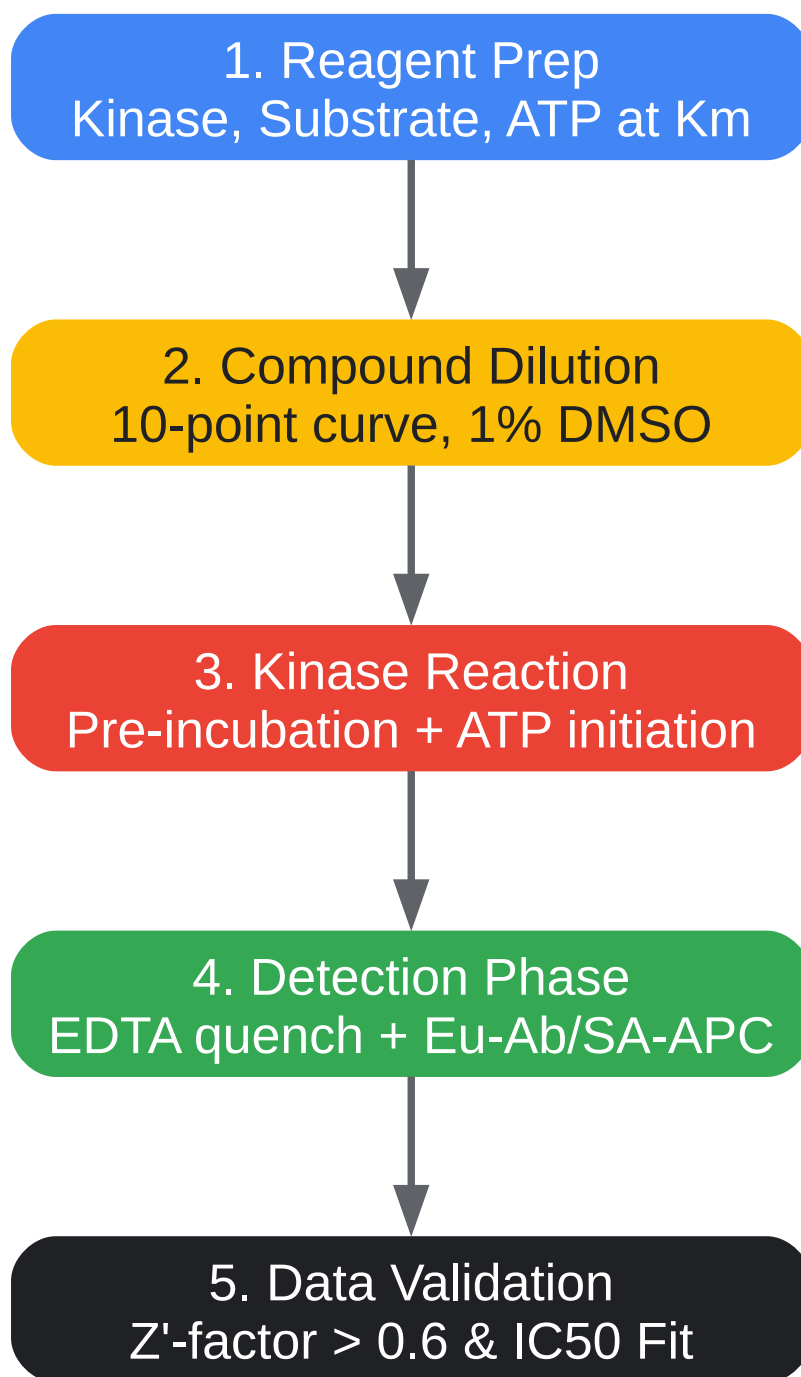 1. Reagent Prep
Kinase, Substrate, ATP at Km
2. Compound Dilution
10-point curve, 1% DMSO
3. Kinase Reaction
Pre-incubation + ATP initiation
4. Detection Phase
EDTA quench + Eu-Ab/SA-APC
5. Data Validation
Z'-factor > 0.6 & IC50 Fit